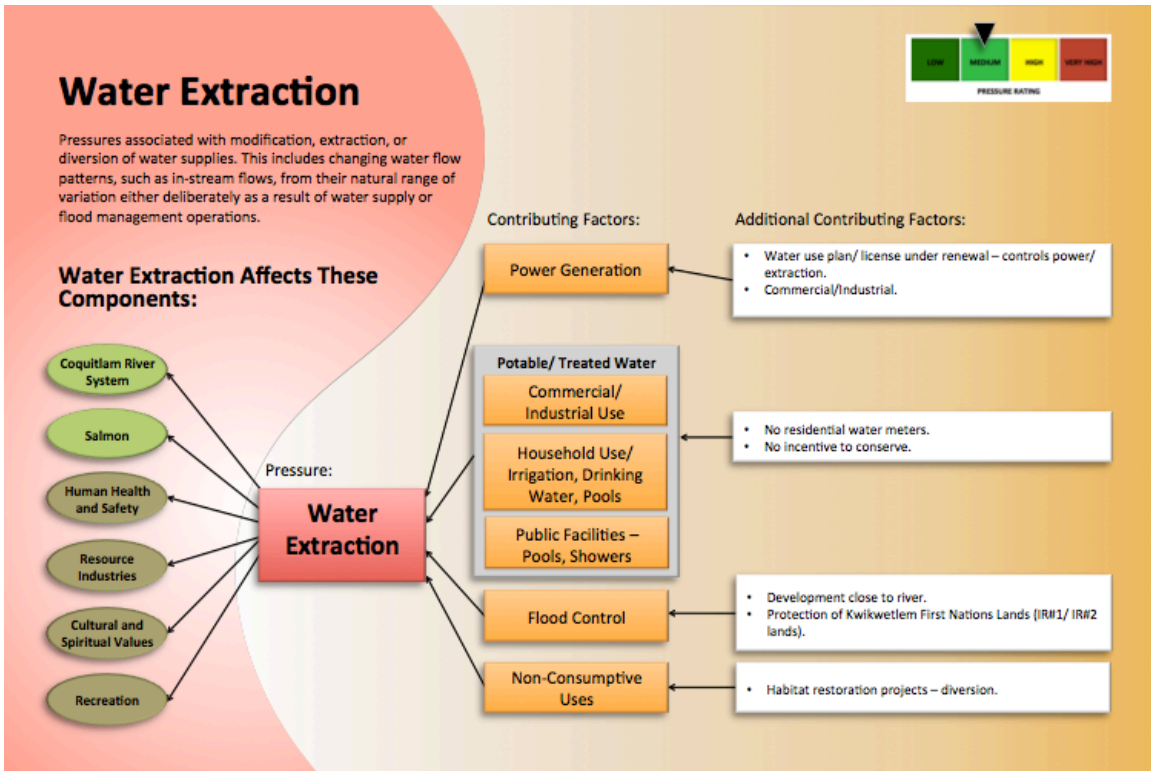 Water Extraction
Pressures associated with modification, extraction, or
diversion of water supplies. This includes changing water flow
patterns, such as in-stream flows, from their natural range of
variation either deliberately as a result of water supply or
flood management operations.
LOW MEDIUM HIGH VERY HIGH
PRESSURE RATING
Water Extraction Affects These
Components:
Coquitlam River
System
Salmon
Human Health
and Safety
Resource
Industries
Cultural and
Spiritual Values
Recreation
Pressure:
Water
Extraction
Contributing Factors:
Power Generation
Potable/ Treated Water
Commercial/
Industrial Use
Household Use/
Irrigation, Drinking
Water, Pools
Public Facilities –
Pools, Showers
Flood Control
Non-Consumptive
Uses
Additional Contributing Factors:
• Water use plan/ license under renewal – controls power/
extraction.
• Commercial/Industrial.
• No residential water meters.
• No incentive to conserve.
• Development close to river.
• Protection of Kwikwetlem First Nations Lands (IR#1/ IR#2
lands).
• Habitat restoration projects – diversion.